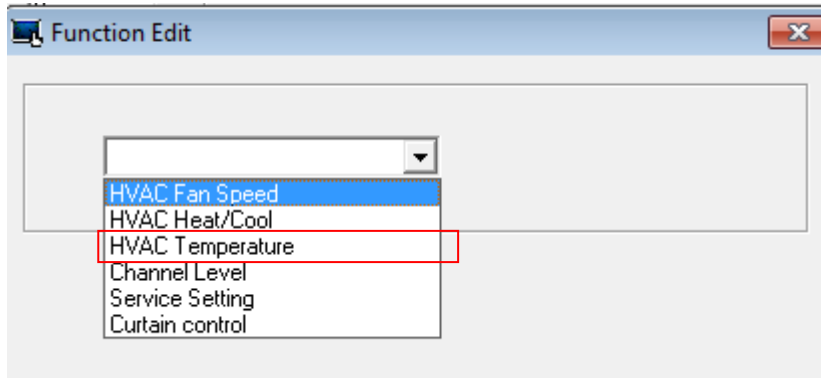 Function Edit
HVAC Fan Speed
HVAC Heat/Cool
HVAC Temperature
Channel Level
Service Setting
Curtain control